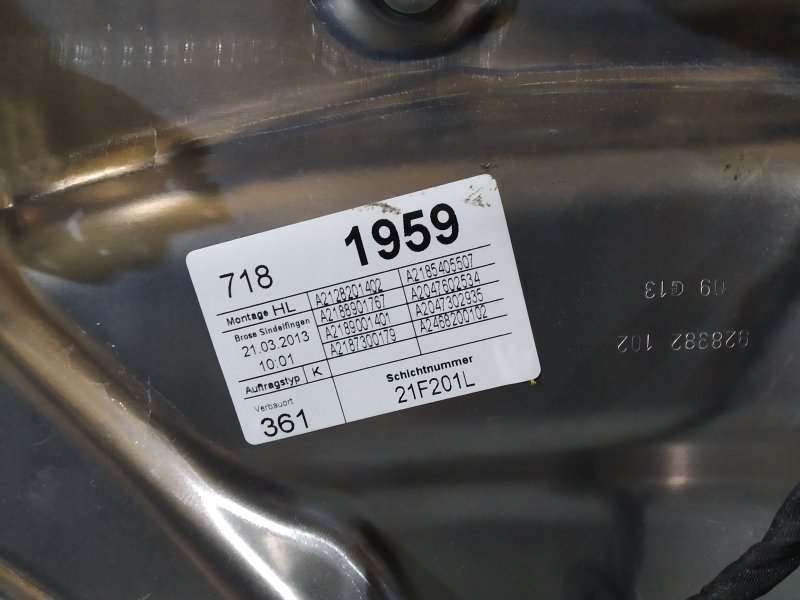 718 1959
Montage HL
Brose Sindelfingen
21.03.2013
10:01
A2128201402 A2185405507
A2188901767 A2047602534
A2189001401 A2047302935
A2187300179 A2468200102
Auftragstyp K
Verbauort
361
Schichtnummer
21F201L
09 G13
928382 102